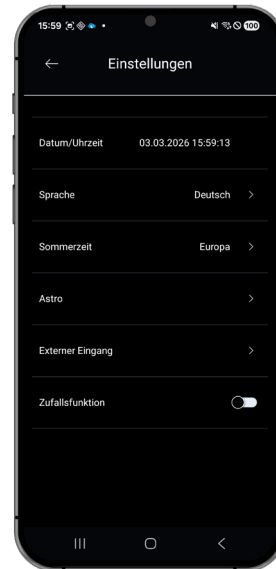 15:59 100
Einstellungen
Datum/Uhrzeit 03.03.2026 15:59:13
Sprache Deutsch
Sommerzeit Europa
Astro
Externer Eingang
Zufallsfunktion